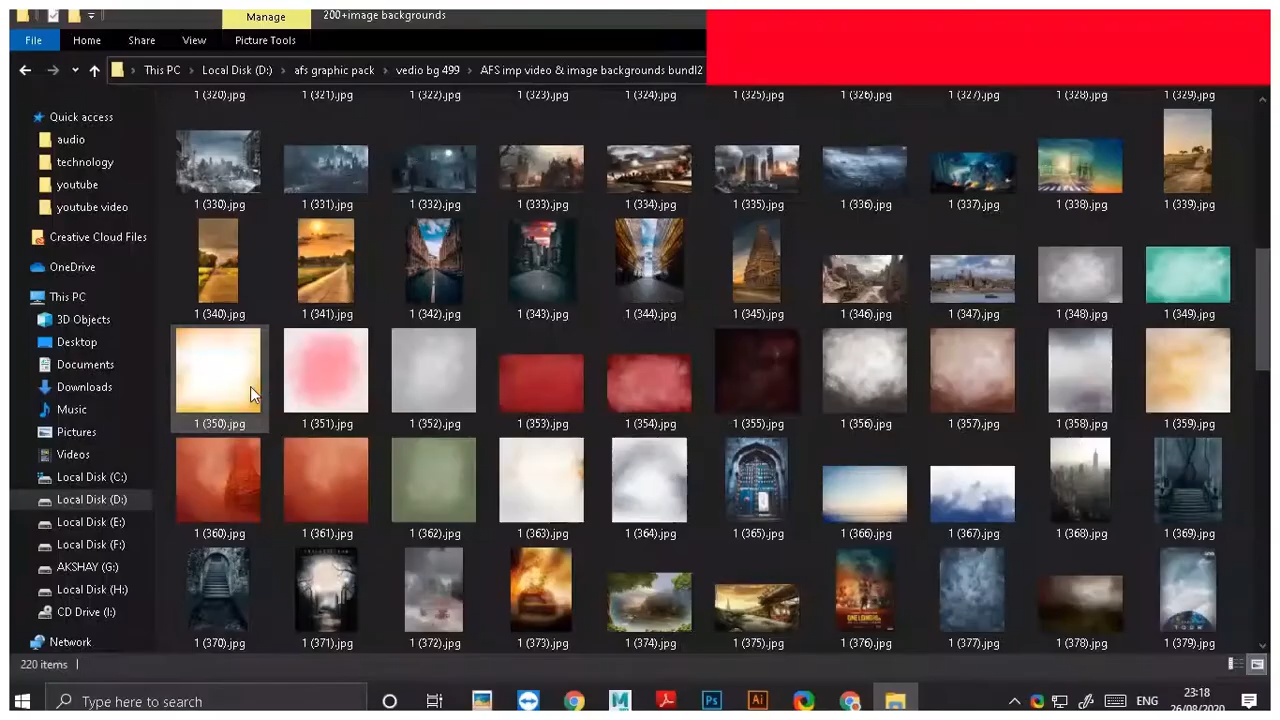 Manage
200+image backgrounds
File
Home
Share
View
Picture Tools
This PC
Local Disk (D:)
afs graphic pack
vedio bg 499
AFS imp video & image backgrounds bundl2
1 (320).jpg
1 (321).jpg
1 (322).jpg
1 (323).jpg
1 (324).jpg
1 (325).jpg
1 (326).jpg
1 (327).jpg
1 (328).jpg
1 (329).jpg
Quick access
audio
technology
youtube
youtube video
Creative Cloud Files
OneDrive
This PC
3D Objects
Desktop
Documents
Downloads
Music
Pictures
Videos
Local Disk (C:)
Local Disk (D:)
Local Disk (E:)
Local Disk (F:)
AKSHAY (G:)
Local Disk (H:)
CD Drive (I:)
Network
1 (330).jpg
1 (331).jpg
1 (332).jpg
1 (333).jpg
1 (334).jpg
1 (335).jpg
1 (336).jpg
1 (337).jpg
1 (338).jpg
1 (339).jpg
1 (340).jpg
1 (341).jpg
1 (342).jpg
1 (343).jpg
1 (344).jpg
1 (345).jpg
1 (346).jpg
1 (347).jpg
1 (348).jpg
1 (349).jpg
1 (350).jpg
1 (351).jpg
1 (352).jpg
1 (353).jpg
1 (354).jpg
1 (355).jpg
1 (356).jpg
1 (357).jpg
1 (358).jpg
1 (359).jpg
1 (360).jpg
1 (361).jpg
1 (362).jpg
1 (363).jpg
1 (364).jpg
1 (365).jpg
1 (366).jpg
1 (367).jpg
1 (368).jpg
1 (369).jpg
1 (370).jpg
1 (371).jpg
1 (372).jpg
1 (373).jpg
1 (374).jpg
1 (375).jpg
1 (376).jpg
1 (377).jpg
1 (378).jpg
1 (379).jpg
220 items
Type here to search
Ps
Ai
ENG
23:18
26/08/2020